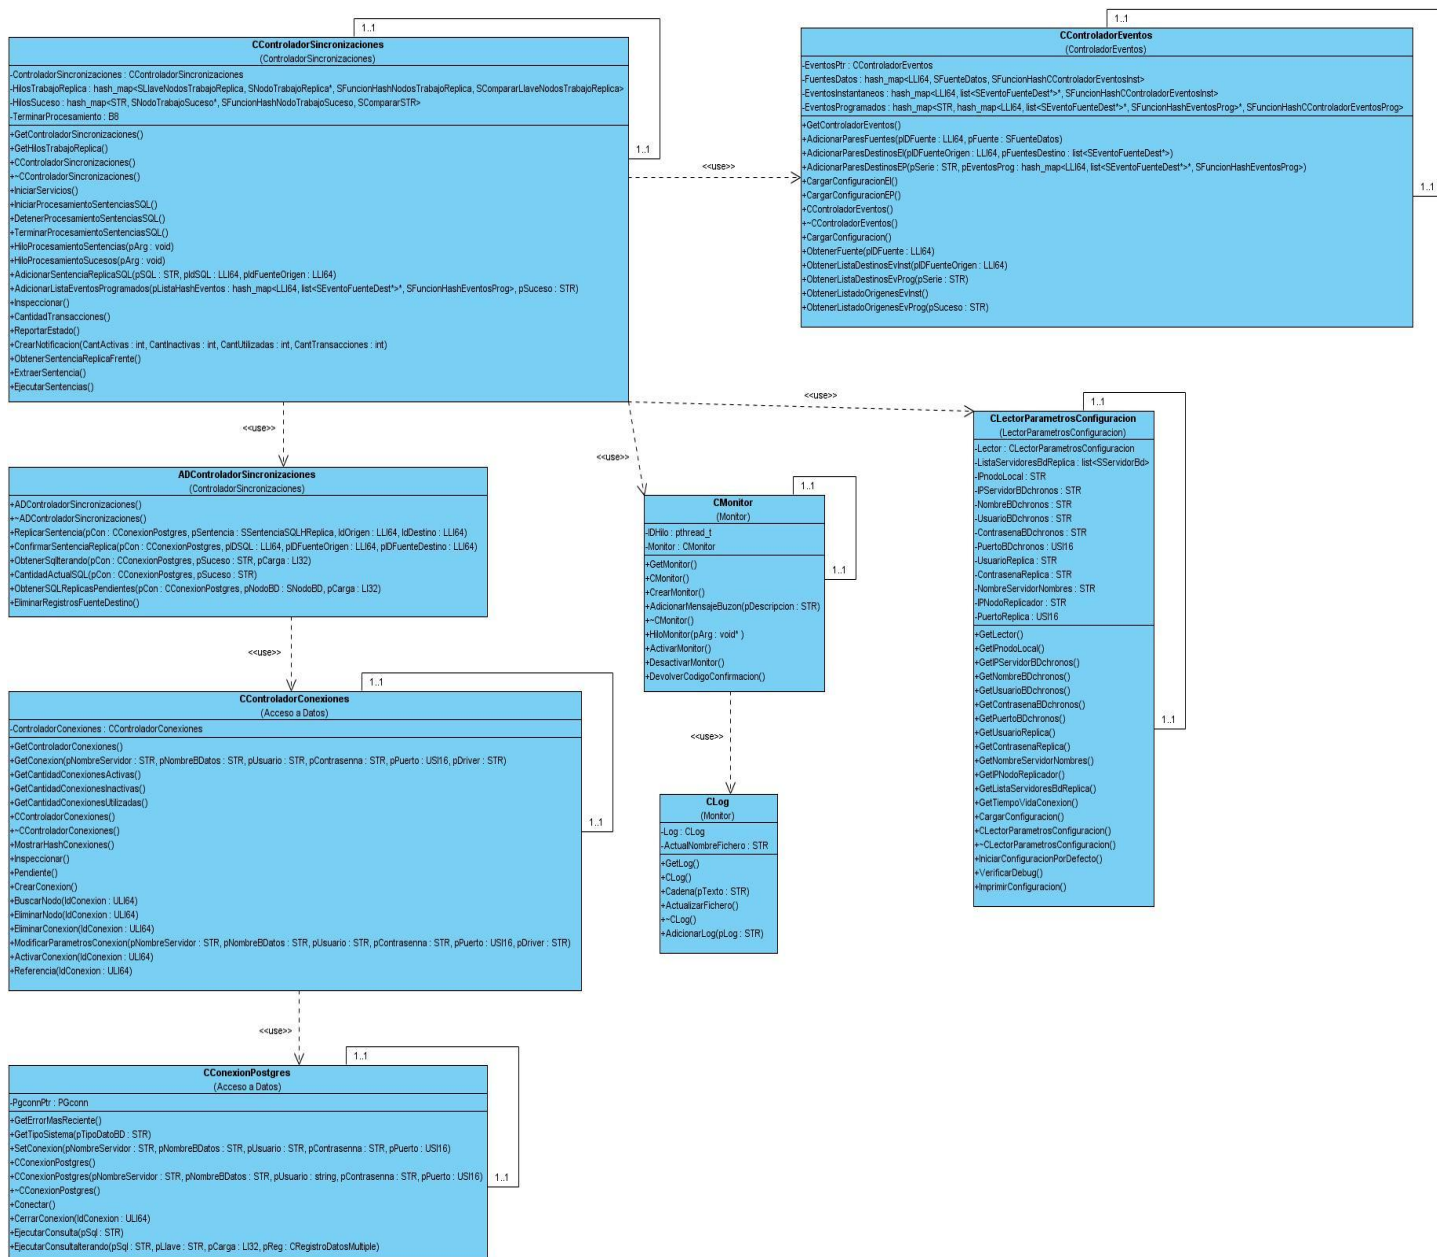 1..1
CControladorSincronizaciones
(ControladorSincronizaciones)
-ControladorSincronizaciones : CControladorSincronizaciones
-HilosTrabajoReplica : hash_map<SLlaveNodosTrabajoReplica, SNodoTrabajoReplica*, SFuncionHashNodosTrabajoReplica, SCompararLlaveNodosTrabajoReplica>
-HilosSuceso : hash_map<STR, SNodoTrabajoSuceso*, SFuncionHashNodoTrabajoSuceso, SCompararSTR>
-TerminarProcesamiento : B8
+GetControladorSincronizaciones()
+GetHilosTrabajoReplica()
+CControladorSincronizaciones()
+~CControladorSincronizaciones()
+IniciarServicios()
+IniciarProcesamientoSentenciasSQL()
+DetenerProcesamientoSentenciasSQL()
+TerminarProcesamientoSentenciasSQL()
+HiloProcesamientoSentencias(pArg : void)
+HiloProcesamientoSucesos(pArg : void)
+AdicionarSentenciaReplicaSQL(pSQL : STR, pIdSQL : LLI64, pIdFuenteOrigen : LLI64)
+AdicionarListaEventosProgramados(pListaHashEventos : hash_map<LLI64, list<SEventoFuenteDest*>*, SFuncionHashEventosProg>, pSuceso : STR)
+Inspeccionar()
+CantidadTransacciones()
+ReportarEstado()
+CrearNotificacion(CantActivas : int, CantInactivas : int, CantUtilizadas : int, CantTransacciones : int)
+ObtenerSentenciaReplicaFrente()
+ExtraerSentencia()
+EjecutarSentencias()
1..1
<<use>>
1..1
CControladorEventos
(ControladorEventos)
-EventosPtr : CControladorEventos
-FuentesDatos : hash_map<LLI64, SFuenteDatos, SFuncionHashCControladorEventosInst>
-EventosInstantaneos : hash_map<LLI64, list<SEventoFuenteDest*>*, SFuncionHashCControladorEventosInst>
-EventosProgramados : hash_map<STR, hash_map<LLI64, list<SEventoFuenteDest*>*, SFuncionHashEventosProg>*, SFuncionHashCControladorEventosProg>
+GetControladorEventos()
+AdicionarParesFuentes(pIDFuente : LLI64, pFuente : SFuenteDatos)
+AdicionarParesDestinosEI(pIDFuenteOrigen : LLI64, pFuentesDestino : list<SEventoFuenteDest*>)
+AdicionarParesDestinosEP(pSerie : STR, pEventosProg : hash_map<LLI64, list<SEventoFuenteDest*>*, SFuncionHashEventosProg>)
+CargarConfiguracionEI()
+CargarConfiguracionEP()
+CControladorEventos()
+~CControladorEventos()
+CargarConfiguracion()
+ObtenerFuente(pIDFuente : LLI64)
+ObtenerListaDestinosEvInst(pIDFuenteOrigen : LLI64)
+ObtenerListaDestinosEvProg(pSerie : STR)
+ObtenerListadoOrigenesEvInst()
+ObtenerListadoOrigenesEvProg(pSuceso : STR)
1..1
<<use>>
<<use>>
<<use>>
ADControladorSincronizaciones
(ControladorSincronizaciones)
+ADControladorSincronizaciones()
+~ADControladorSincronizaciones()
+ReplicarSentencia(pCon : CConexionPostgres, pSentencia : SSentenciaSQLHReplica, IdOrigen : LLI64, IdDestino : LLI64)
+ConfirmarSentenciaReplica(pCon : CConexionPostgres, pIDSQL : LLI64, pIDFuenteOrigen : LLI64, pIDFuenteDestino : LLI64)
+ObtenerSqlIterando(pCon : CConexionPostgres, pSuceso : STR, pCarga : LI32)
+CantidadActualSQL(pCon : CConexionPostgres, pSuceso : STR)
+ObtenerSQLReplicasPendientes(pCon : CConexionPostgres, pNodoBD : SNodoBD, pCarga : LI32)
+EliminarRegistrosFuenteDestino()
<<use>>
1..1
CControladorConexiones
(Acceso a Datos)
-ControladorConexiones : CControladorConexiones
+GetControladorConexiones()
+GetConexion(pNombreServidor : STR, pNombreBDatos : STR, pUsuario : STR, pContrasenna : STR, pPuerto : USI16, pDriver : STR)
+GetCantidadConexionesActivas()
+GetCantidadConexionesInactivas()
+GetCantidadConexionesUtilizadas()
+CControladorConexiones()
+~CControladorConexiones()
+MostrarHashConexiones()
+Inspeccionar()
+Pendiente()
+CrearConexion()
+BuscarNodo(IdConexion : ULI64)
+EliminarNodo(IdConexion : ULI64)
+EliminarConexion(IdConexion : ULI64)
+ModificarParametrosConexion(pNombreServidor : STR, pNombreBDatos : STR, pUsuario : STR, pContrasenna : STR, pPuerto : USI16, pDriver : STR)
+ActivarConexion(IdConexion : ULI64)
+Referencia(IdConexion : ULI64)
1..1
<<use>>
1..1
CConexionPostgres
(Acceso a Datos)
-PgconnPtr : PGconn
+GetErrorMasReciente()
+GetTipoSistema(pTipoDatoBD : STR)
+SetConexion(pNombreServidor : STR, pNombreBDatos : STR, pUsuario : STR, pContrasenna : STR, pPuerto : USI16)
+CConexionPostgres()
+CConexionPostgres(pNombreServidor : STR, pNombreBDatos : STR, pUsuario : string, pContrasenna : STR, pPuerto : USI16)
+~CConexionPostgres()
+Conectar()
+CerrarConexion(IdConexion : ULI64)
+EjecutarConsulta(pSql : STR)
+EjecutarConsultaIterando(pSql : STR, pLlave : STR, pCarga : LI32, pReg : CRegistroDatosMultiple)
1..1
1..1
CMonitor
(Monitor)
-IDHilo : pthread_t
-Monitor : CMonitor
+GetMonitor()
+CMonitor()
+CrearMonitor()
+AdicionarMensajeBuzon(pDescripcion : STR)
+~CMonitor()
+HiloMonitor(pArg : void* )
+ActivarMonitor()
+DesactivarMonitor()
+DevolverCodigoConfirmacion()
1..1
<<use>>
CLog
(Monitor)
-Log : CLog
-ActualNombreFichero : STR
+GetLog()
+CLog()
+Cadena(pTexto : STR)
+ActualizarFichero()
+~CLog()
+AdicionarLog(pLog : STR)
1..1
CLectorParametrosConfiguracion
(LectorParametrosConfiguracion)
-Lector : CLectorParametrosConfiguracion
-ListaServidoresBdReplica : list<SServidorBd>
-IPnodoLocal : STR
-IPServidorBDchronos : STR
-NombreBDchronos : STR
-UsuarioBDchronos : STR
-ContrasenaBDchronos : STR
-PuertoBDchronos : USI16
-UsuarioReplica : STR
-ContrasenaReplica : STR
-NombreServidorNombres : STR
-IPNodoReplicador : STR
-PuertoReplica : USI16
+GetLector()
+GetIPnodoLocal()
+GetIPServidorBDchronos()
+GetNombreBDchronos()
+GetUsuarioBDchronos()
+GetContrasenaBDchronos()
+GetPuertoBDchronos()
+GetUsuarioReplica()
+GetContrasenaReplica()
+GetNombreServidorNombres()
+GetIPNodoReplicador()
+GetListaServidoresBdReplica()
+GetTiempoVidaConexion()
+CargarConfiguracion()
+CLectorParametrosConfiguracion()
+~CLectorParametrosConfiguracion()
+IniciarConfiguracionPorDefecto()
+VerificarDebug()
+ImprimirConfiguracion()
1..1